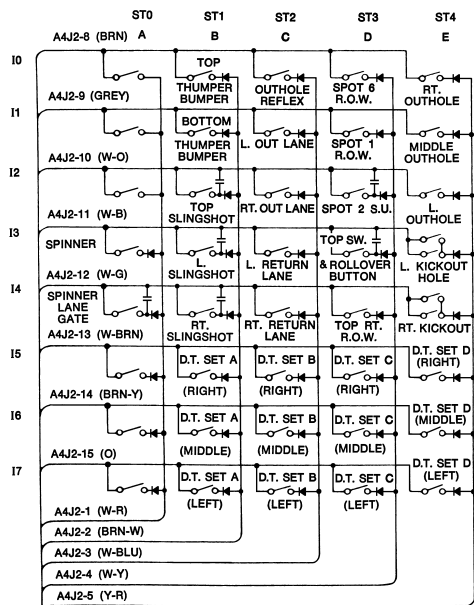 ST0 ST1 ST2 ST3 ST4
A4J2-8 (BRN) A B C D E
I0
TOP THUMPER BUMPER
OUTHOLE REFLEX
SPOT 6 R.O.W.
RT. OUTHOLE
A4J2-9 (GREY)
I1
BOTTOM THUMPER BUMPER
L. OUT LANE
SPOT 1 R.O.W.
MIDDLE OUTHOLE
A4J2-10 (W-O)
I2
TOP SLINGSHOT
RT. OUT LANE
SPOT 2 S.U.
L. OUTHOLE
A4J2-11 (W-B)
I3
SPINNER
L. SLINGSHOT
L. RETURN LANE
TOP SW. & ROLLOVER BUTTON
L. KICKOUT HOLE
A4J2-12 (W-G)
I4
SPINNER LANE GATE
RT. SLINGSHOT
RT. RETURN LANE
TOP RT. R.O.W.
RT. KICKOUT
A4J2-13 (W-BRN)
I5
D.T. SET A (RIGHT)
D.T. SET B (RIGHT)
D.T. SET C (RIGHT)
D.T. SET D (RIGHT)
A4J2-14 (BRN-Y)
I6
D.T. SET A (MIDDLE)
D.T. SET B (MIDDLE)
D.T. SET C (MIDDLE)
D.T. SET D (MIDDLE)
A4J2-15 (O)
I7
D.T. SET A (LEFT)
D.T. SET B (LEFT)
D.T. SET C (LEFT)
D.T. SET D (LEFT)
A4J2-1 (W-R)
A4J2-2 (BRN-W)
A4J2-3 (W-BLU)
A4J2-4 (W-Y)
A4J2-5 (Y-R)